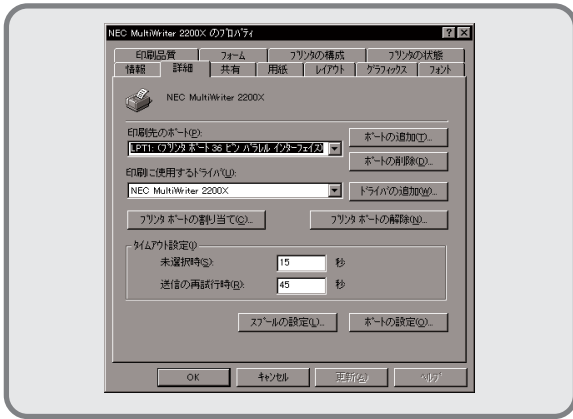 NEC MultiWriter 2200X のプロパティ
印刷品質 フォーム プリンタの構成 プリンタの状態
情報 詳細 共有 用紙 レイアウト グラフィックス フォント
NEC MultiWriter 2200X
印刷先のポート(P):
LPT1: (プリンタ ポート 36 ピン パラレル インターフェイス)
ポートの追加(T)...
ポートの削除(D)...
印刷に使用するドライバ(U):
NEC MultiWriter 2200X
ドライバの追加(W)...
プリンタ ポートの割り当て(C)...
プリンタ ポートの解除(N)...
タイムアウト設定(I)
未選択時(S): 15 秒
送信の再試行時(R): 45 秒
スプールの設定(L)...
ポートの設定(O)...
OK キャンセル 更新(A) ヘルプ